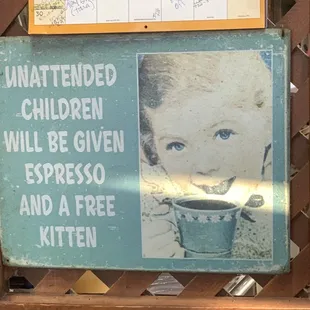 UNATTENDED
CHILDREN
WILL BE GIVEN
ESPRESSO
AND A FREE
KITTEN